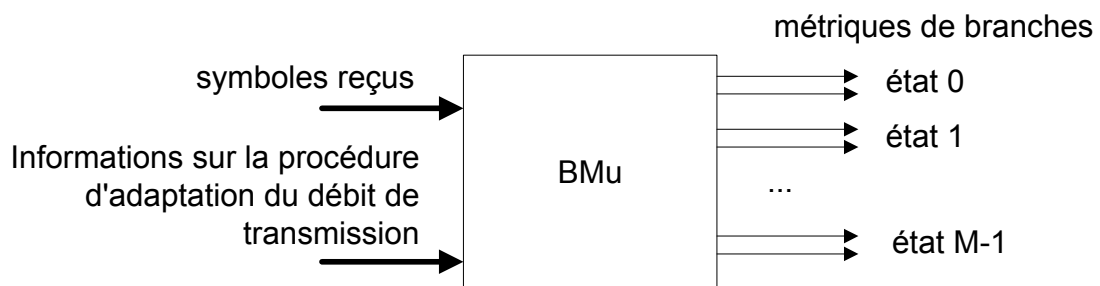 métriques de branches
symboles reçus
état 0
Informations sur la procédure
d'adaptation du débit de
transmission
état 1
BMu
...
état M-1